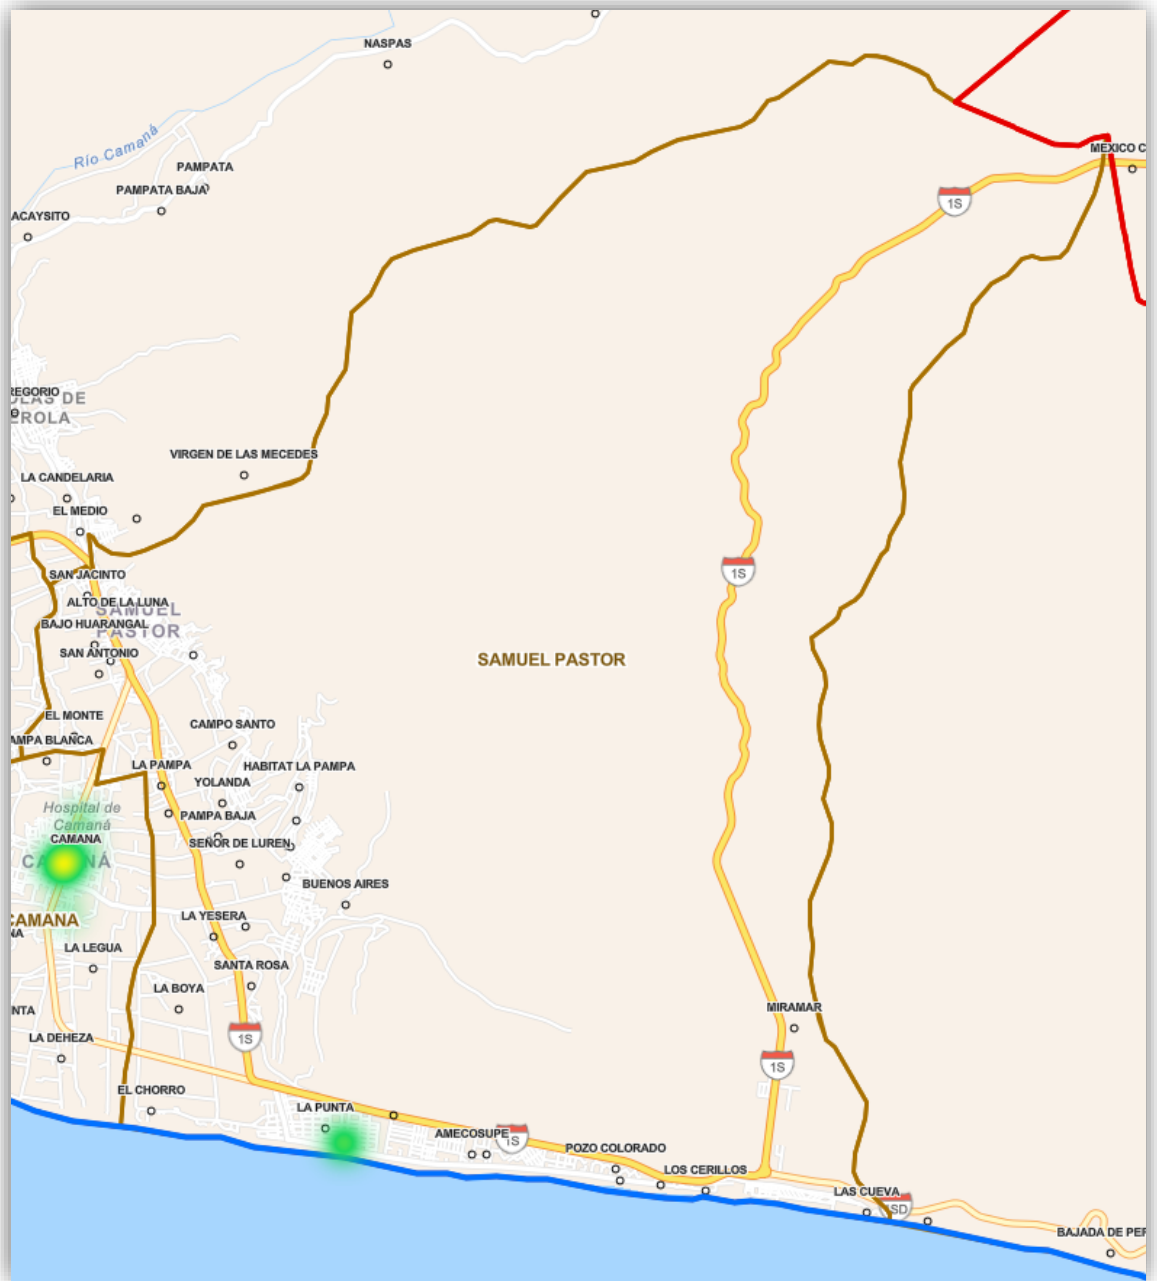 NASPAS
Río Camaná
PAMPATA
PAMPATA BAJA
ACAYSITO
MEXICO C
1S
REGORIO
OLAS DE
EROLA
VIRGEN DE LAS MECEDES
LA CANDELARIA
EL MEDIO
1S
SAN JACINTO
ALTO DE LA LUNA
SAMUEL
PASTOR
BAJO HUARANGAL
SAN ANTONIO
SAMUEL PASTOR
EL MONTE
CAMPO SANTO
AMPA BLANCA
LA PAMPA
HABITAT LA PAMPA
YOLANDA
Hospital de
Camaná
PAMPA BAJA
CAMANA
SEÑOR DE LUREN
CAMANÁ
BUENOS AIRES
CAMANA
NA
LA YESERA
LA LEGUA
SANTA ROSA
LA BOYA
NTA
MIRAMAR
LA DEHEZA
1S
1S
EL CHORRO
LA PUNTA
AMECOSUPE
1S
POZO COLORADO
LOS CERILLOS
LAS CUEVA
SD
BAJADA DE PER